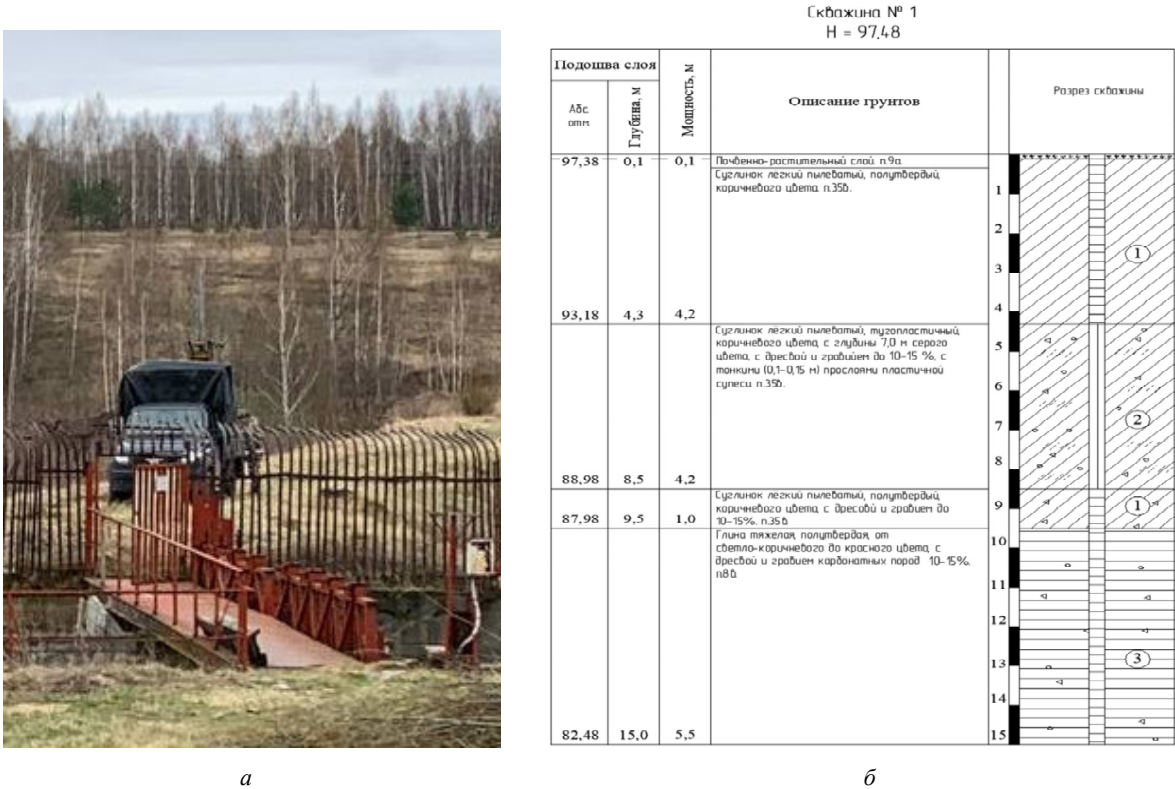 Скважина № 1
Н = 97,48
Подошва слоя
Абс. отм.
Глубина, м
Мощность, м
Описание грунтов
Разрез скважины
97,38 0,1 0,1 Почвенно-растительный слой. п.9а.
Суглинок легкий пылеватый, полутвердый,
коричневого цвета. п.35в.
93,18 4,3 4,2
Суглинок лёгкий пылеватый, тугопластичный,
коричневого цвета, с глубины 7,0 м серого
цвета, с дресвой и гравием до 10-15 %, с
тонкими (0,1-0,15 м) прослоями пластичной
супеси. п.35в.
88,98 8,5 4,2
Суглинок легкий пылеватый, полутвердый,
коричневого цвета, с дресвой и гравием до
10-15%. п.35в.
87,98 9,5 1,0
Глина тяжелая, полутвердая, от
светло-коричневого до красного цвета, с
дресвой и гравием карбонатных пород 10-15%.
п.8в.
82,48 15,0 5,5
1
2
3
4
5
6
7
8
9
10
11
12
13
14
15
1
2
1
3
а
б